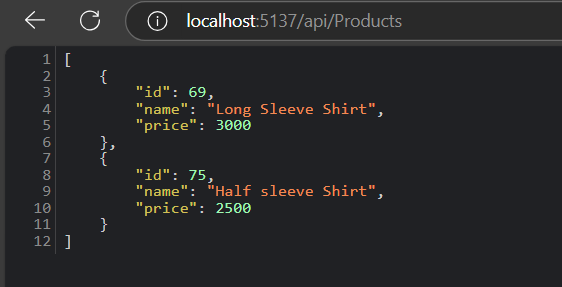 localhost:5137/api/Products
1 [
2 {
3 "id": 69,
4 "name": "Long Sleeve Shirt",
5 "price": 3000
6 },
7 {
8 "id": 75,
9 "name": "Half sleeve Shirt",
10 "price": 2500
11 }
12 ]